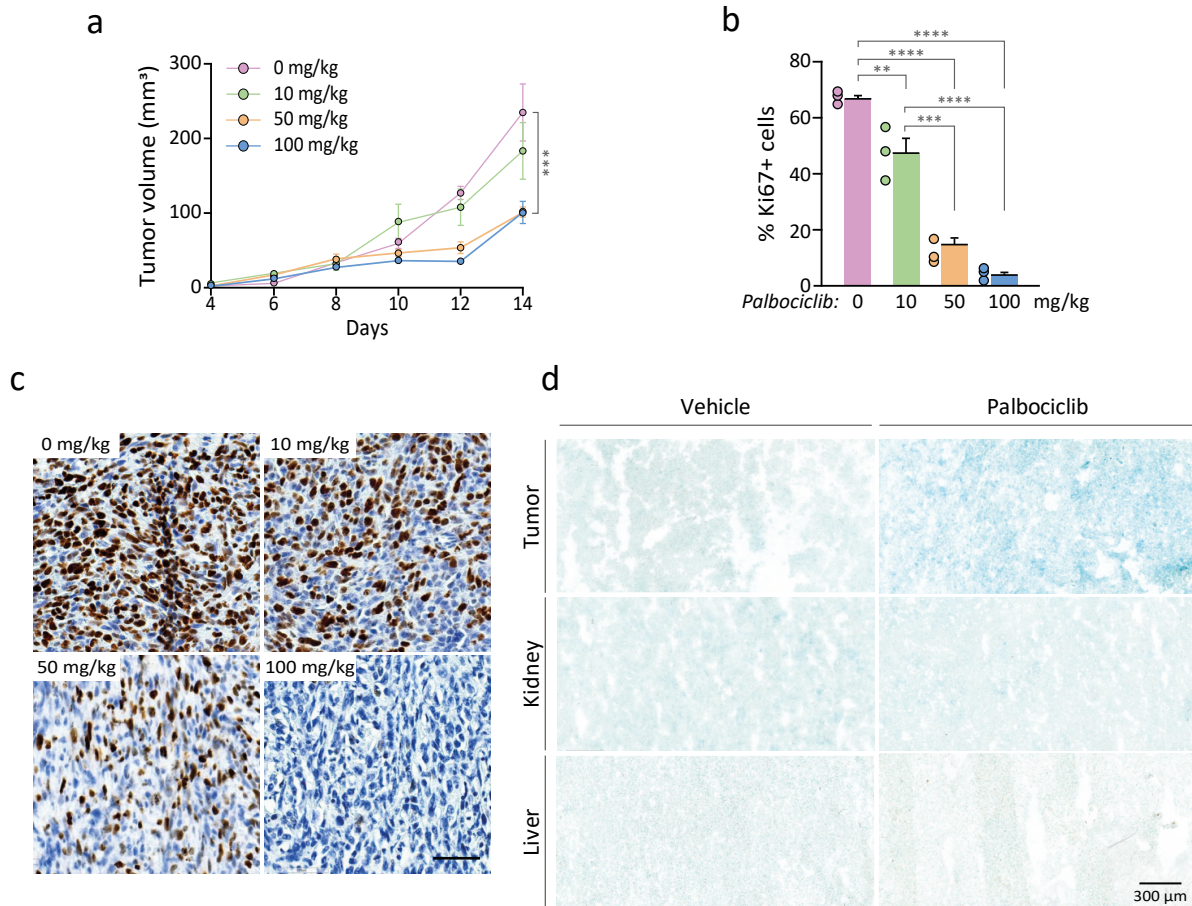 a
Tumor volume (mm³)
300
200
100
0
0 mg/kg
10 mg/kg
50 mg/kg
100 mg/kg
***
4 6 8 10 12 14
Days
b
% Ki67+ cells
80
60
40
20
0
****
****
**
****
***
Palbociclib: 0 10 50 100 mg/kg
c
0 mg/kg
10 mg/kg
50 mg/kg
100 mg/kg
d
Vehicle Palbociclib
Tumor
Kidney
Liver
300 µm